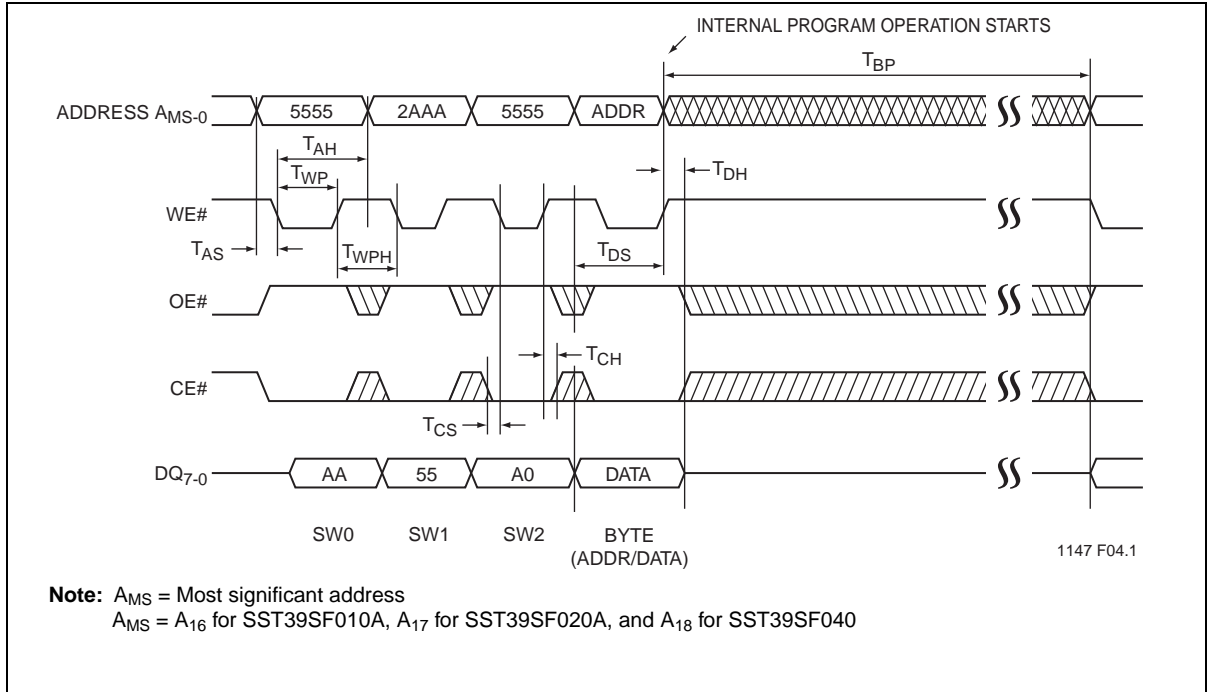 INTERNAL PROGRAM OPERATION STARTS
TBP
ADDRESS AMS-0
5555 2AAA 5555 ADDR
TAH
TWP
TDH
WE#
TAS
TWPH
TDS
OE#
TCH
CE#
TCS
DQ7-0
AA 55 A0 DATA
SW0 SW1 SW2 BYTE
(ADDR/DATA)
1147 F04.1
Note: AMS = Most significant address
AMS = A16 for SST39SF010A, A17 for SST39SF020A, and A18 for SST39SF040